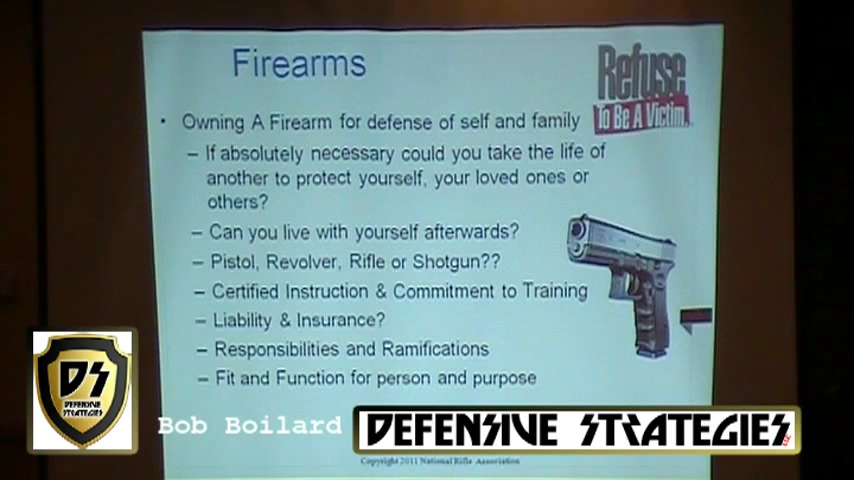 Firearms
Refuse
To Be A Victim.
• Owning A Firearm for defense of self and family
– If absolutely necessary could you take the life of
another to protect yourself, your loved ones or
others?
– Can you live with yourself afterwards?
– Pistol, Revolver, Rifle or Shotgun??
– Certified Instruction & Commitment to Training
– Liability & Insurance?
– Responsibilities and Ramifications
– Fit and Function for person and purpose
DS
DEFENSIVE
STRATEGIES
Bob Boilard
DEFENSIVE STRATEGIES
Copyright 2011 National Rifle Association